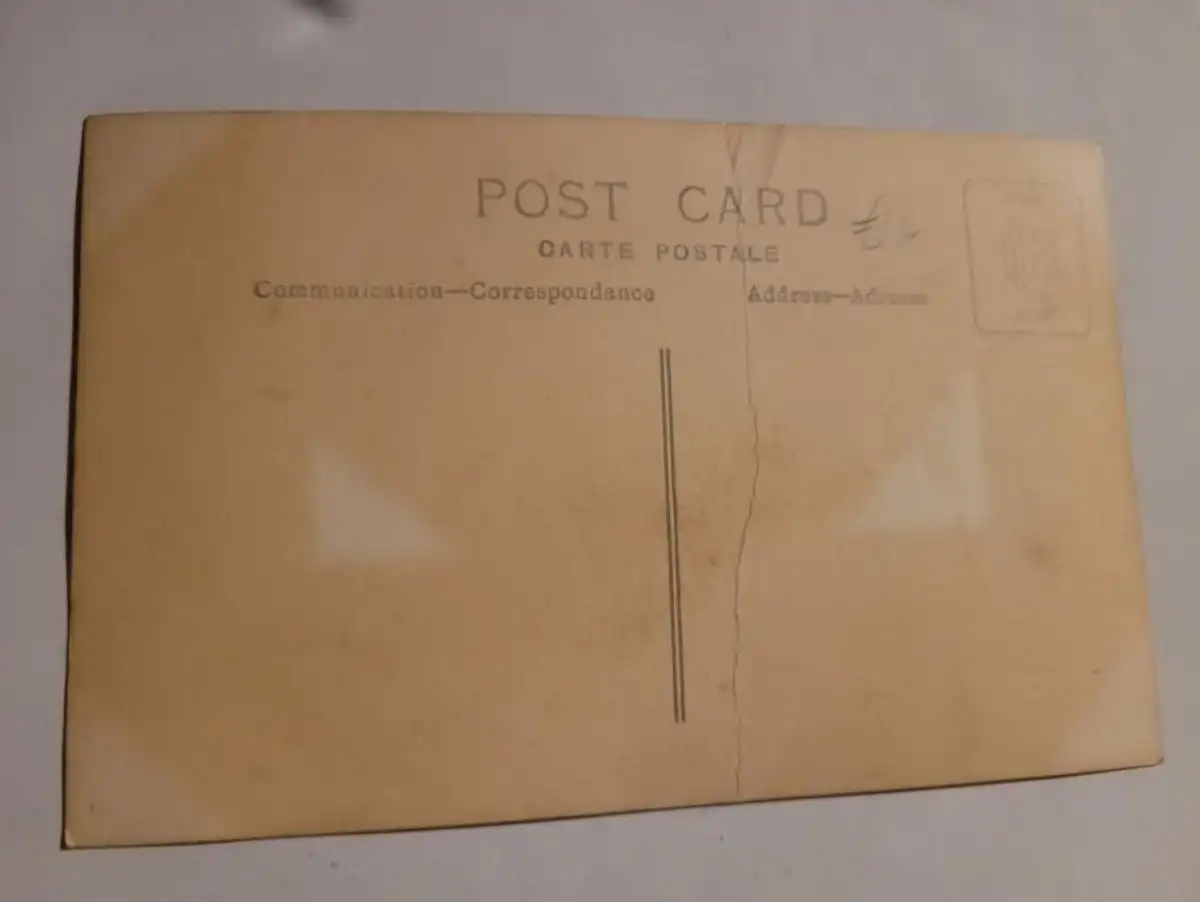 POST CARD
CARTE POSTALE
Communication—Correspondance
Address—Adresse